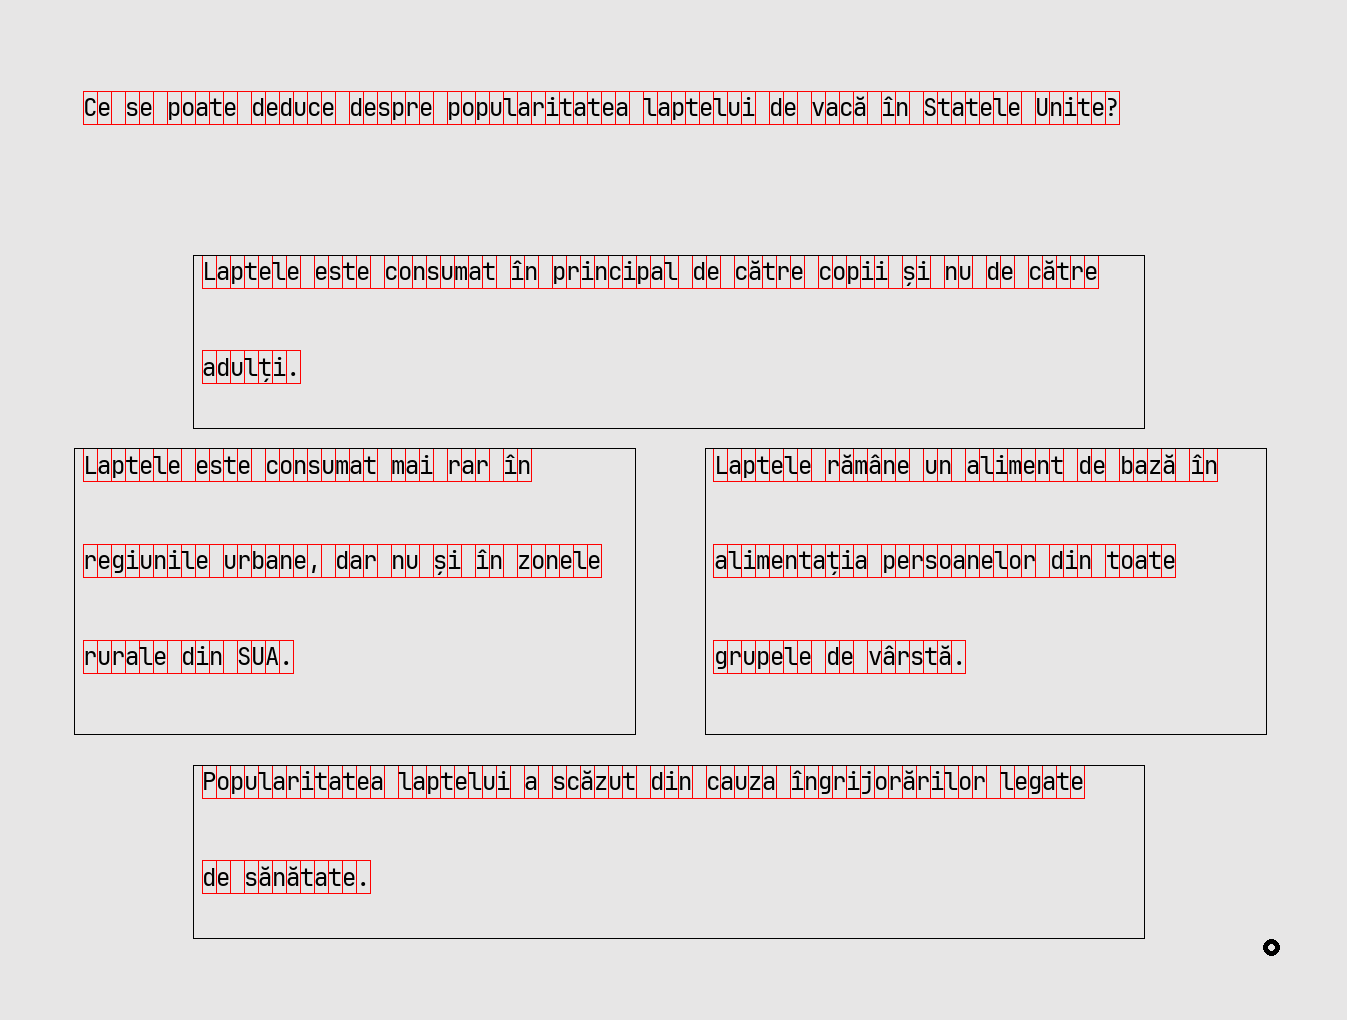 Ce se poate deduce despre popularitatea laptelui de vacă în Statele Unite?
Laptele este consumat în principal de către copii și nu de către
adulți.
Laptele este consumat mai rar în
regiunile urbane, dar nu și în zonele
rurale din SUA.
Laptele rămâne un aliment de bază în
alimentația persoanelor din toate
grupele de vârstă.
Popularitatea laptelui a scăzut din cauza îngrijorărilor legate
de sănătate.